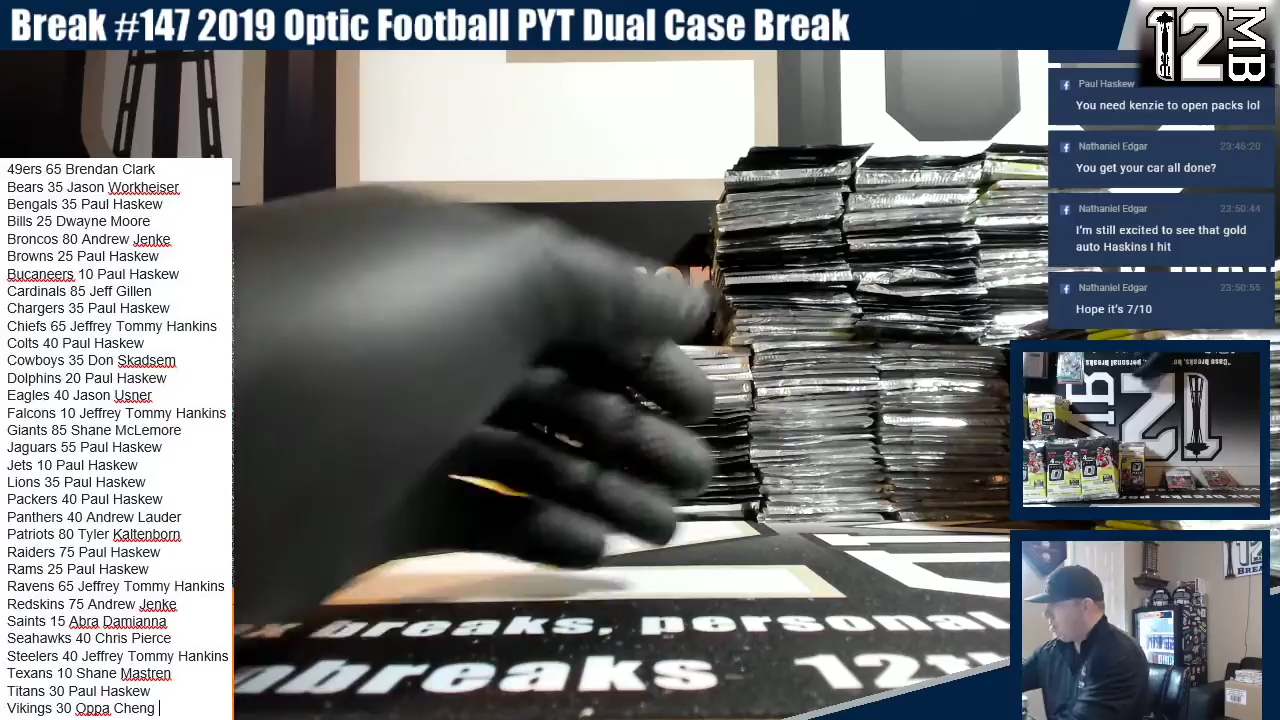 Break #147 2019 Optic Football PYT Dual Case Break
12
MB
49ers 65 Brendan Clark
Bears 35 Jason Workheiser
Bengals 35 Paul Haskew
Bills 25 Dwayne Moore
Broncos 80 Andrew Jenke
Browns 25 Paul Haskew
Bucaneers 10 Paul Haskew
Cardinals 85 Jeff Gilen
Chargers 35 Paul Haskew
Chiefs 65 Jeffrey Tommy Hankins
Colts 40 Paul Haskew
Cowboys 35 Don Skadsem
Dolphins 20 Paul Haskew
Eagles 40 Jason Usner
Falcons 10 Jeffrey Tommy Hankins
Giants 85 Shane McLemore
Jaguars 55 Paul Haskew
Jets 10 Paul Haskew
Lions 35 Paul Haskew
Packers 40 Paul Haskew
Panthers 40 Andrew Lauder
Patriots 80 Tyler Kaltenborn
Raiders 75 Paul Haskew
Rams 25 Paul Haskew
Ravens 65 Jeffrey Tommy Hankins
Redskins 75 Andrew Jenke
Saints 15 Abra Damianna
Seahawks 40 Chris Pierce
Steelers 40 Jeffrey Tommy Hankins
Texans 10 Shane Mastren
Titans 30 Paul Haskew
Vikings 30 Oppa Cheng
Paul Haskew
You need kenzie to open packs lol
Nathaniel Edgar 23:46:20
You get your car all done?
Nathaniel Edgar 23:50:44
I'm still excited to see that gold
auto Haskins I hit
Nathaniel Edgar 23:50:55
Hope it's 7/10
breaks, personal
breaks 12t